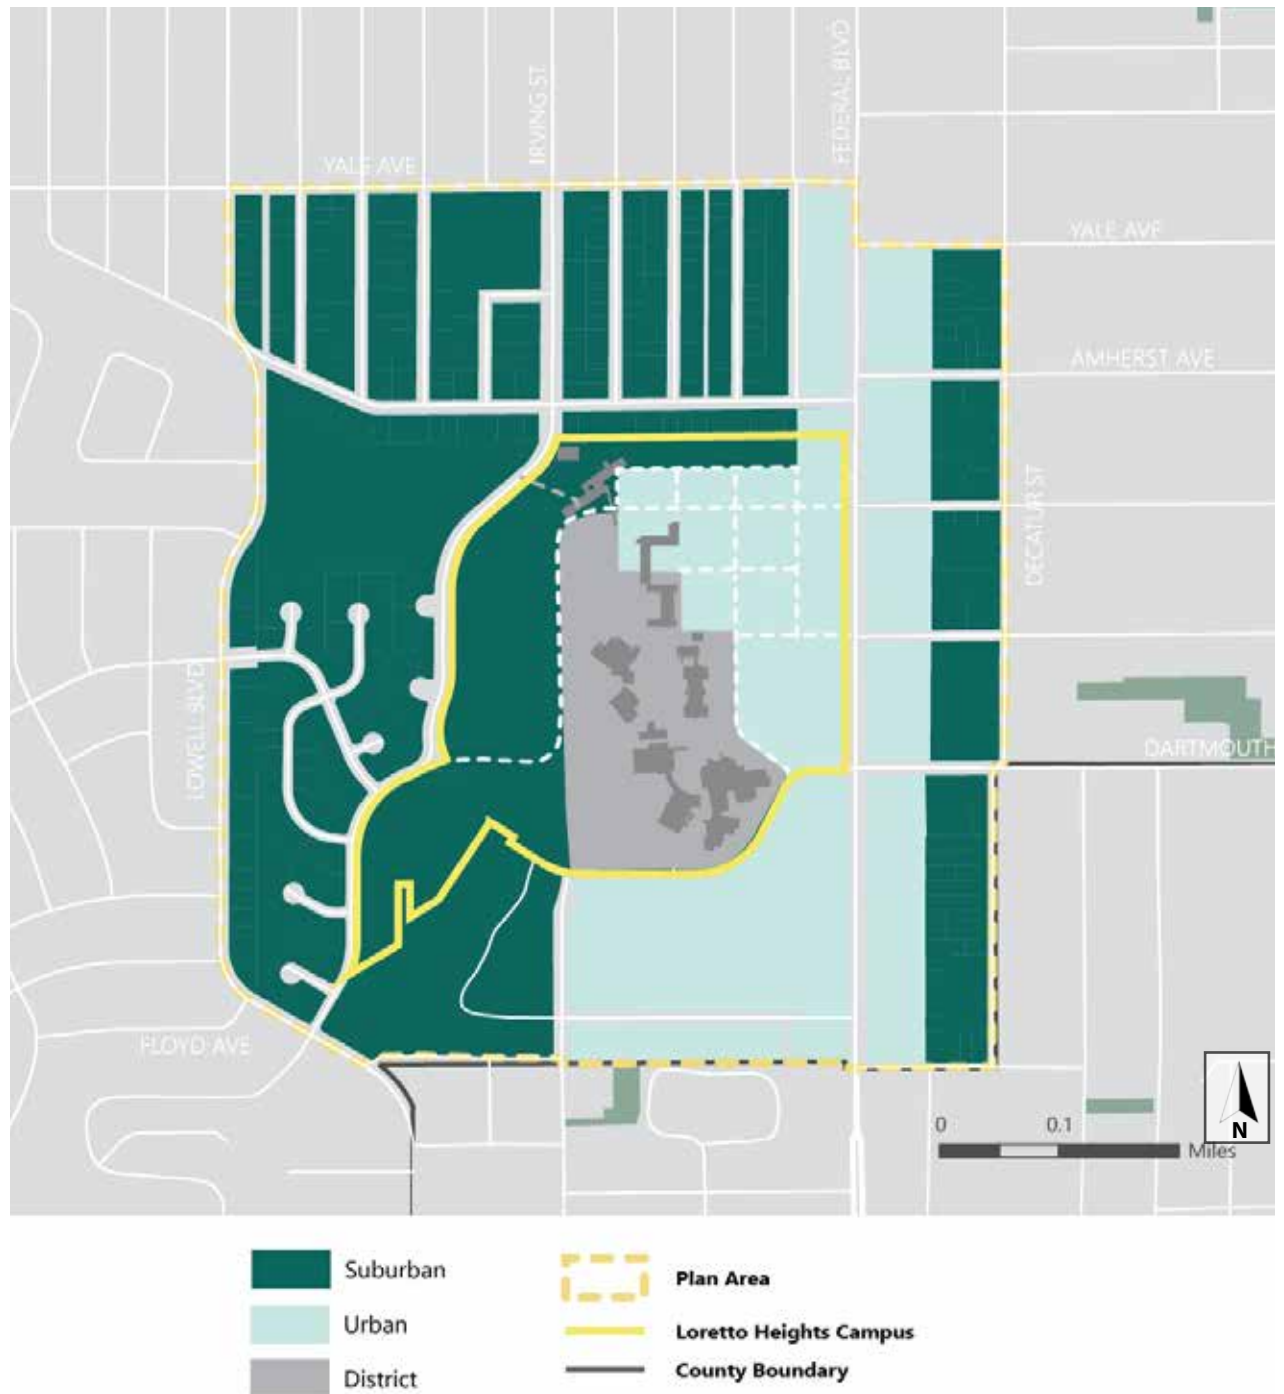 IRVING ST
FEDERAL BLVD
YALE AVE
YALE AVE
AMHERST AVE
DECATUR ST
LOWELL BLVD
DARTMOUTH
FLOYD AVE
0 0.1
Miles
N
Suburban
Urban
District
Plan Area
Loretto Heights Campus
County Boundary